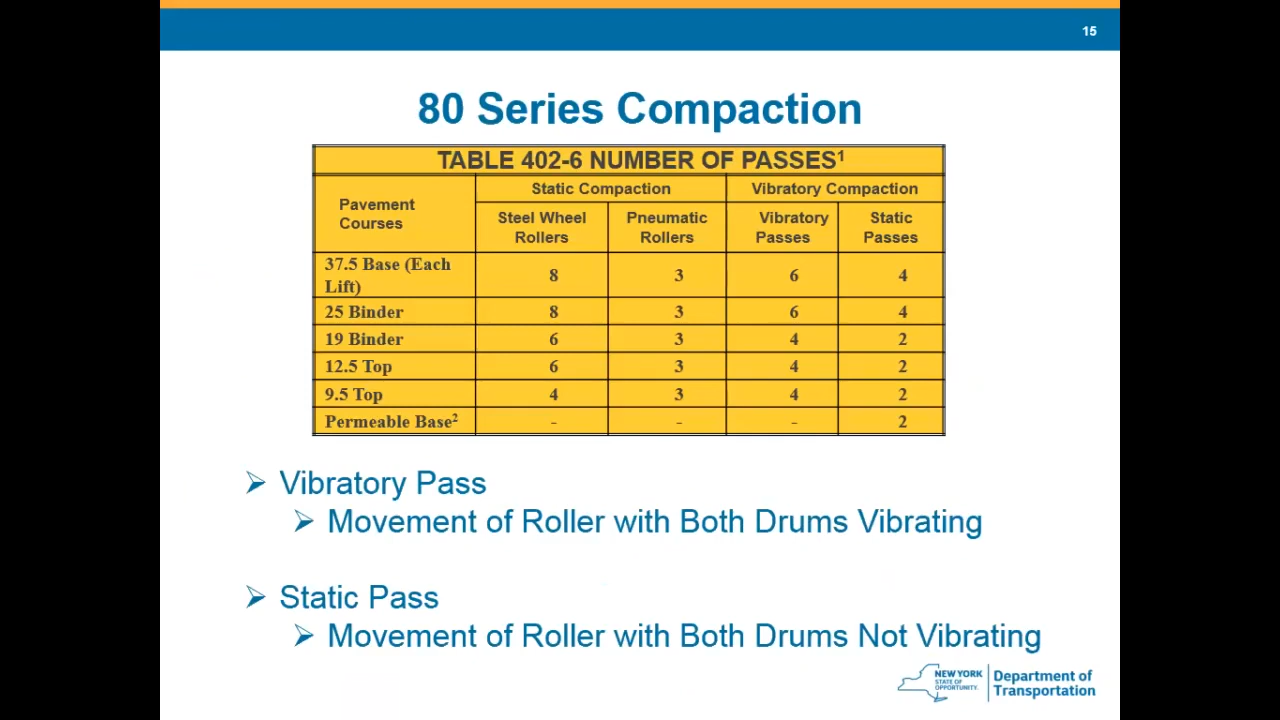 15
80 Series Compaction
TABLE 402-6 NUMBER OF PASSES¹
Pavement Courses
Static Compaction
Vibratory Compaction
Steel Wheel Rollers
Pneumatic Rollers
Vibratory Passes
Static Passes
37.5 Base (Each Lift) 8 3 6 4
25 Binder 8 3 6 4
19 Binder 6 3 4 2
12.5 Top 6 3 4 2
9.5 Top 4 3 4 2
Permeable Base² - - - 2
➢ Vibratory Pass
➢ Movement of Roller with Both Drums Vibrating
➢ Static Pass
➢ Movement of Roller with Both Drums Not Vibrating
NEW YORK
STATE OF
OPPORTUNITY.
Department of
Transportation